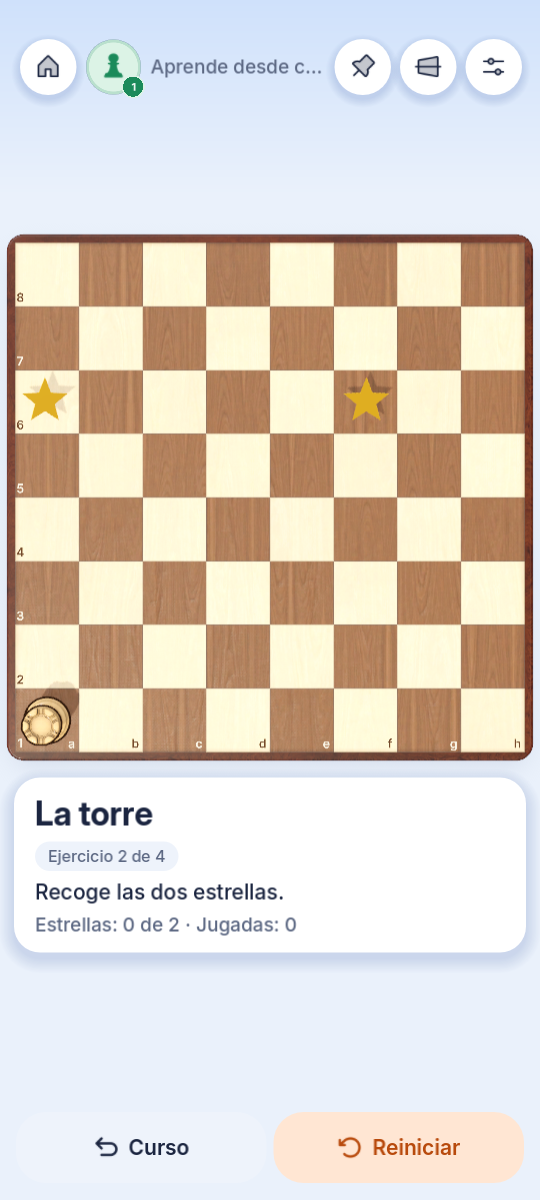 1
Aprende desde c...
8
7
6
5
4
3
2
1 a b c d e f g h
La torre
Ejercicio 2 de 4
Recoge las dos estrellas.
Estrellas: 0 de 2 · Jugadas: 0
Curso
Reiniciar